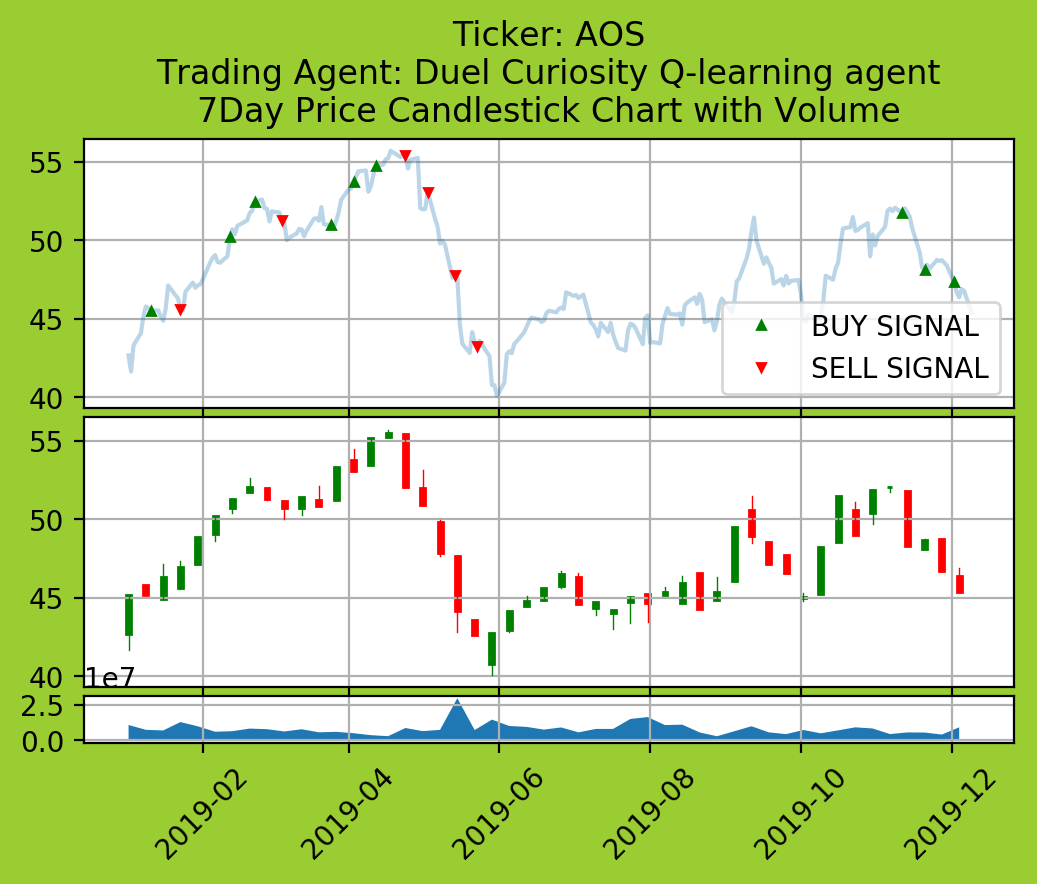 Ticker: AOS
Trading Agent: Duel Curiosity Q-learning agent
7Day Price Candlestick Chart with Volume
55
50
45
40
BUY SIGNAL
SELL SIGNAL
55
50
45
40
1e7
2.5
0.0
2019-02
2019-04
2019-06
2019-08
2019-10
2019-12